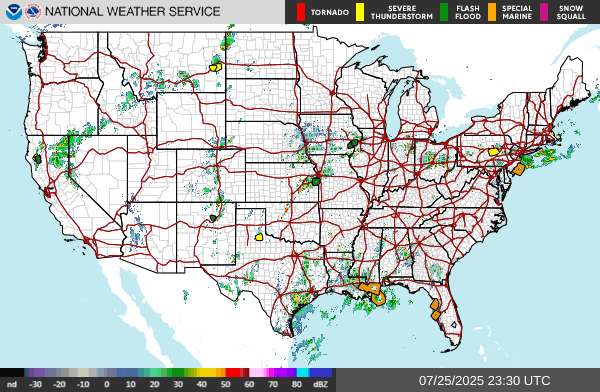 NATIONAL WEATHER SERVICE
TORNADO
SEVERE THUNDERSTORM
FLASH FLOOD
SPECIAL MARINE
SNOW SQUALL
nd -30 -20 -10 0 10 20 30 40 50 60 70 80 dBZ
07/25/2025 23:30 UTC